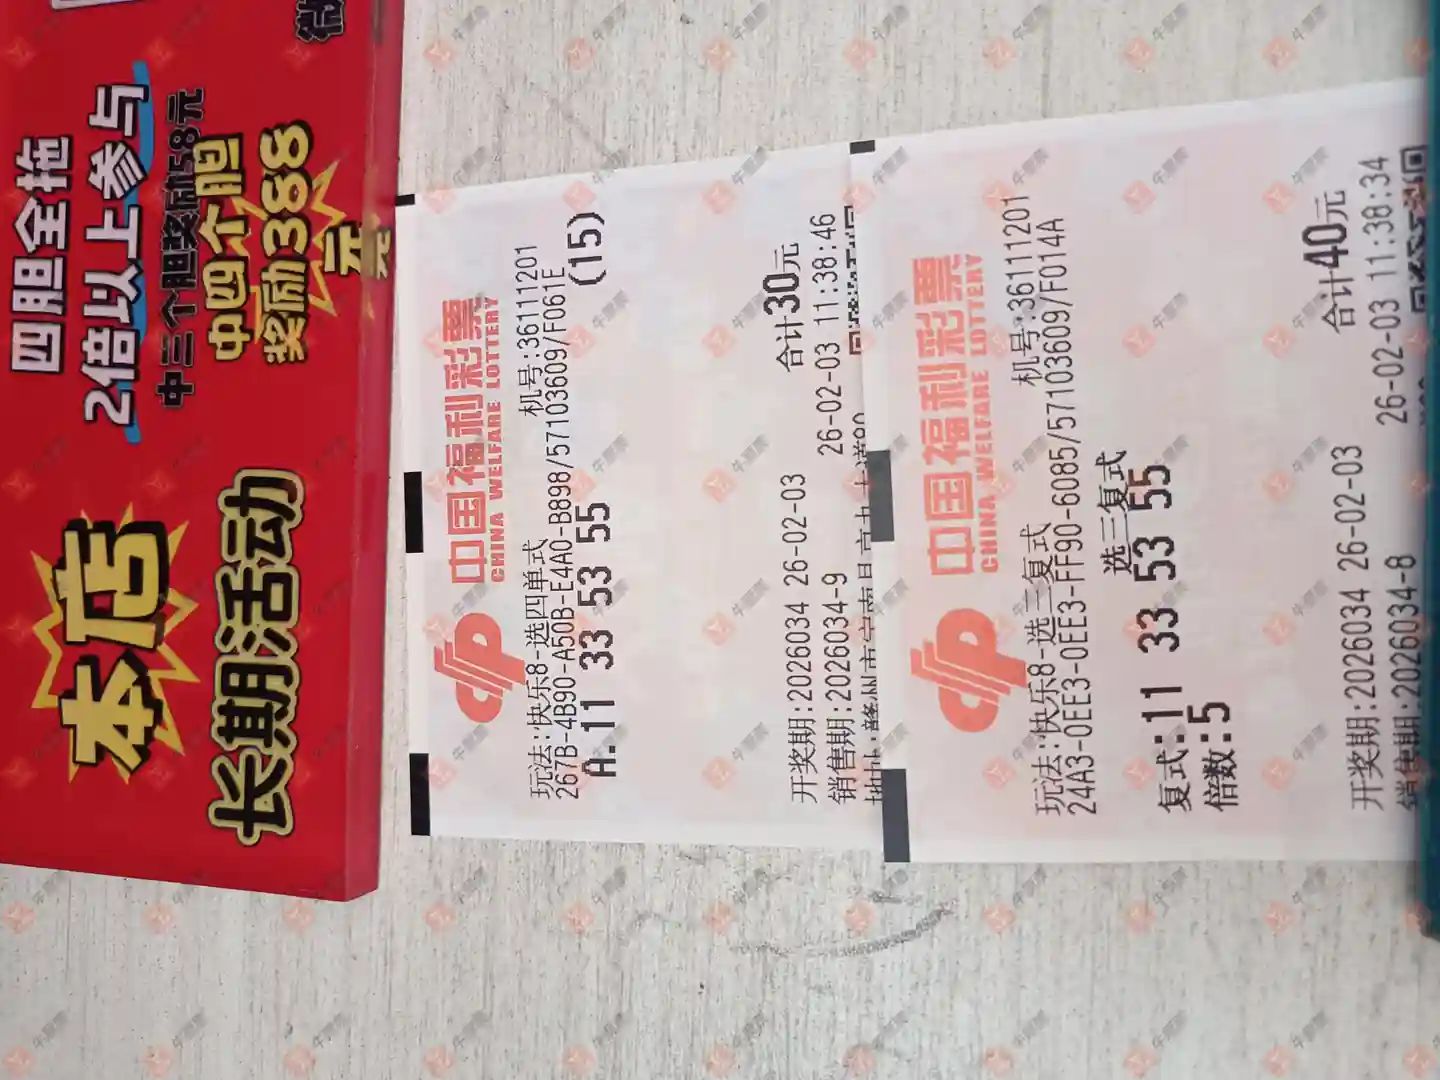 本店
长期活动
四胆全拖
2倍以上参与
中三个胆奖励58元
中四个胆
奖励388
元
中国福利彩票
CHINA WELFARE LOTTERY
玩法:快乐8-选四单式 机号:36111201
267B-4B90-A50B-E4A0-B898/57103609/F061E
A.11 33 53 55 (15)
合计30元
开奖期:2026034 26-02-03
销售期:2026034-9 26-02-03 11:38:46
中国福利彩票
CHINA WELFARE LOTTERY
玩法:快乐8-选三复式 机号:36111201
24A3-0EE3-0EE3-FF90-6085/57103609/F014A
选三复式
复式:11 33 53 55
倍数:5
合计40元
开奖期:2026034 26-02-03
销售期:2026034-8 26-02-03 11:38:34
牛票票